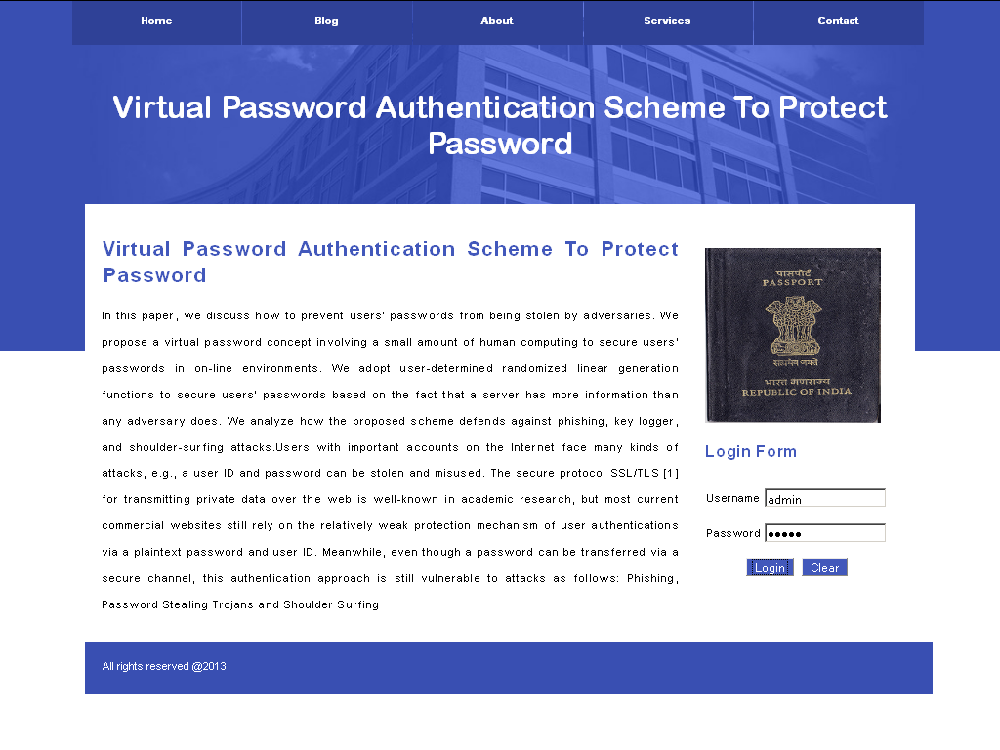 Home Blog About Services Contact
Virtual Password Authentication Scheme To Protect
Password
Virtual Password Authentication Scheme To Protect
Password
In this paper, we discuss how to prevent users' passwords from being stolen by adversaries. We
propose a virtual password concept involving a small amount of human computing to secure users'
passwords in on-line environments. We adopt user-determined randomized linear generation
functions to secure users' passwords based on the fact that a server has more information than
any adversary does. We analyze how the proposed scheme defends against phishing, key logger,
and shoulder-surfing attacks.Users with important accounts on the Internet face many kinds of
attacks, e.g., a user ID and password can be stolen and misused. The secure protocol SSL/TLS [1]
for transmitting private data over the web is well-known in academic research, but most current
commercial websites still rely on the relatively weak protection mechanism of user authentications
via a plaintext password and user ID. Meanwhile, even though a password can be transferred via a
secure channel, this authentication approach is still vulnerable to attacks as follows: Phishing,
Password Stealing Trojans and Shoulder Surfing
पासपोर्ट
PASSPORT
सत्यमेव जयते
भारत गणराज्य
REPUBLIC OF INDIA
Login Form
Username admin
Password •••••
Login Clear
All rights reserved @2013